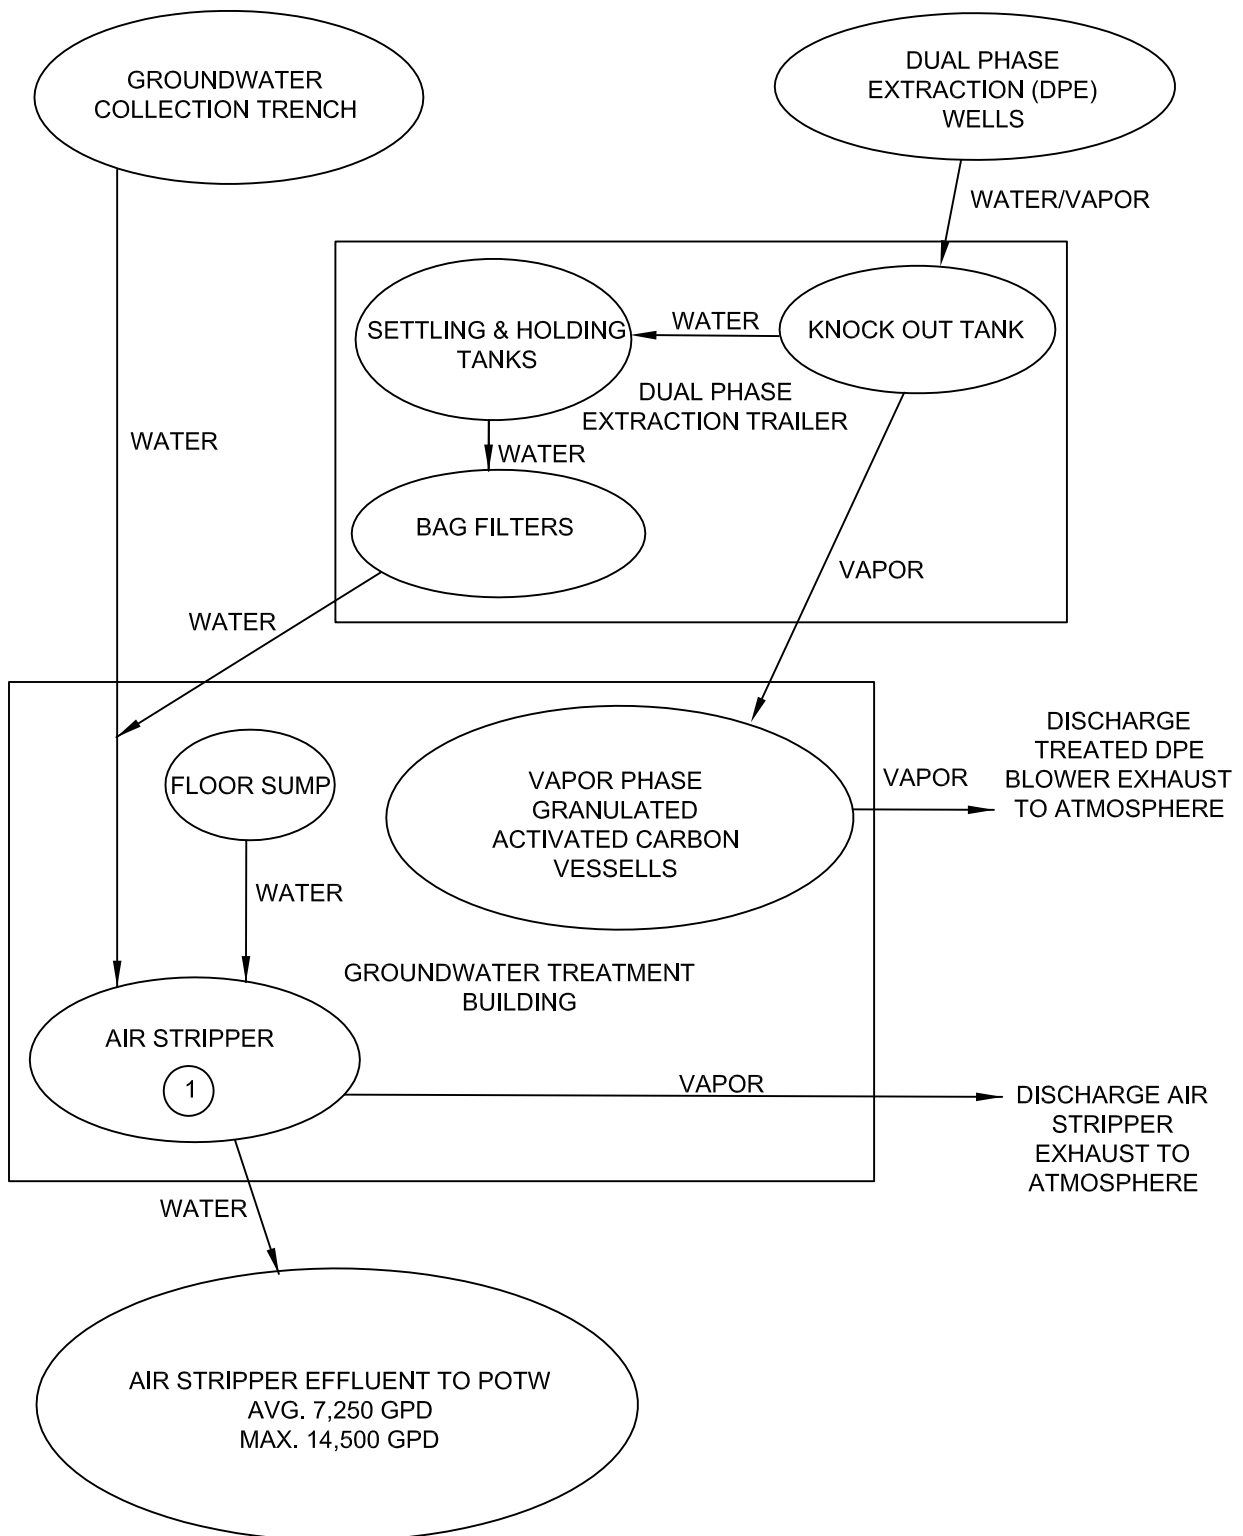 GROUNDWATER
COLLECTION TRENCH
DUAL PHASE
EXTRACTION (DPE)
WELLS
WATER/VAPOR
SETTLING & HOLDING
TANKS
WATER
KNOCK OUT TANK
DUAL PHASE
EXTRACTION TRAILER
WATER
WATER
BAG FILTERS
VAPOR
WATER
FLOOR SUMP
VAPOR PHASE
GRANULATED
ACTIVATED CARBON
VESSELLS
VAPOR
DISCHARGE
TREATED DPE
BLOWER EXHAUST
TO ATMOSPHERE
WATER
GROUNDWATER TREATMENT
BUILDING
AIR STRIPPER
1
VAPOR
DISCHARGE AIR
STRIPPER
EXHAUST TO
ATMOSPHERE
WATER
AIR STRIPPER EFFLUENT TO POTW
AVG. 7,250 GPD
MAX. 14,500 GPD